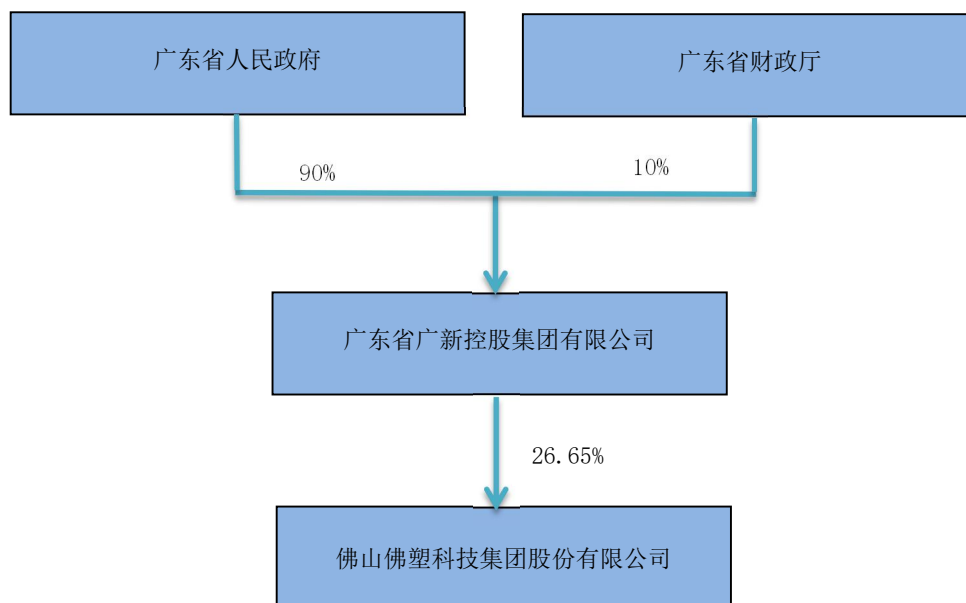 广东省人民政府
广东省财政厅
90%
10%
广东省广新控股集团有限公司
26.65%
佛山佛塑科技集团股份有限公司